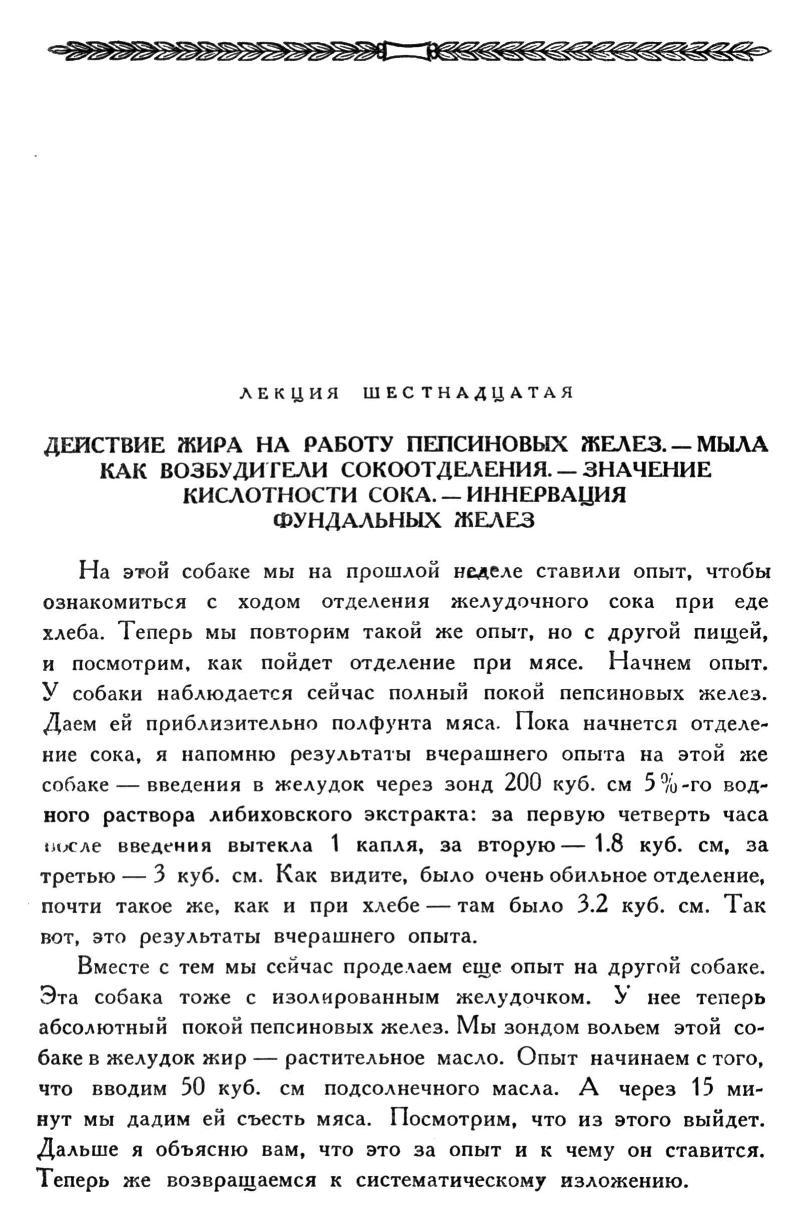 ЛЕКЦИЯ ШЕСТНАДЦАТАЯ
ДЕЙСТВИЕ ЖИРА НА РАБОТУ ПЕПСИНОВЫХ ЖЕЛЕЗ. — МЫЛА
КАК ВОЗБУДИТЕЛИ СОКООТДЕЛЕНИЯ. — ЗНАЧЕНИЕ
КИСЛОТНОСТИ СОКА. — ИННЕРВАЦИЯ
ФУНДАЛЬНЫХ ЖЕЛЕЗ
На этой собаке мы на прошлой неделе ставили опыт, чтобы
ознакомиться с ходом отделения желудочного сока при еде
хлеба. Теперь мы повторим такой же опыт, но с другой пищей,
и посмотрим, как пойдет отделение при мясе. Начнем опыт.
У собаки наблюдается сейчас полный покой пепсиновых желез.
Даем ей приблизительно полфунта мяса. Пока начнется отделе-
ние сока, я напомню результаты вчерашнего опыта на этой же
собаке — введения в желудок через зонд 200 куб. см 5%-го вод-
ного раствора либиховского экстракта: за первую четверть часа
после введения вытекла 1 капля, за вторую — 1.8 куб. см, за
третью — 3 куб. см. Как видите, было очень обильное отделение,
почти такое же, как и при хлебе — там было 3.2 куб. см. Так
вот, это результаты вчерашнего опыта.
Вместе с тем мы сейчас проделаем еще опыт на другой собаке.
Эта собака тоже с изолированным желудочком. У нее теперь
абсолютный покой пепсиновых желез. Мы зондом вольем этой со-
баке в желудок жир — растительное масло. Опыт начинаем с того,
что вводим 50 куб. см подсолнечного масла. А через 15 ми-
нут мы дадим ей съесть мяса. Посмотрим, что из этого выйдет.
Дальше я объясню вам, что это за опыт и к чему он ставится.
Теперь же возвращаемся к систематическому изложению.